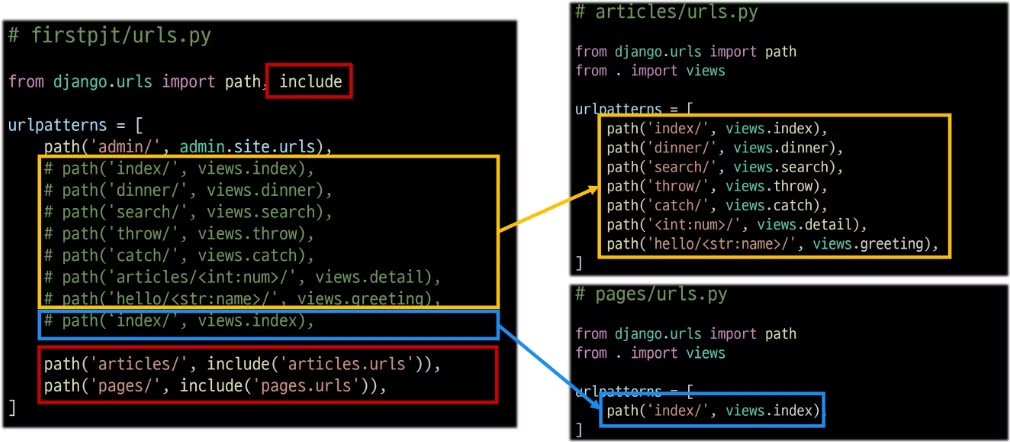 # firstpjt/urls.py
from django.urls import path, include
urlpatterns = [
path('admin/', admin.site.urls),
# path('index/', views.index),
# path('dinner/', views.dinner),
# path('search/', views.search),
# path('throw/', views.throw),
# path('catch/', views.catch),
# path('articles/<int:num>/', views.detail),
# path('hello/<str:name>/', views.greeting),
# path('index/', views.index),
path('articles/', include('articles.urls')),
path('pages/', include('pages.urls')),
]
# articles/urls.py
from django.urls import path
from . import views
urlpatterns = [
path('index/', views.index),
path('dinner/', views.dinner),
path('search/', views.search),
path('throw/', views.throw),
path('catch/', views.catch),
path('<int:num>/', views.detail),
path('hello/<str:name>/', views.greeting),
]
# pages/urls.py
from django.urls import path
from . import views
urlpatterns = [
path('index/', views.index)
]